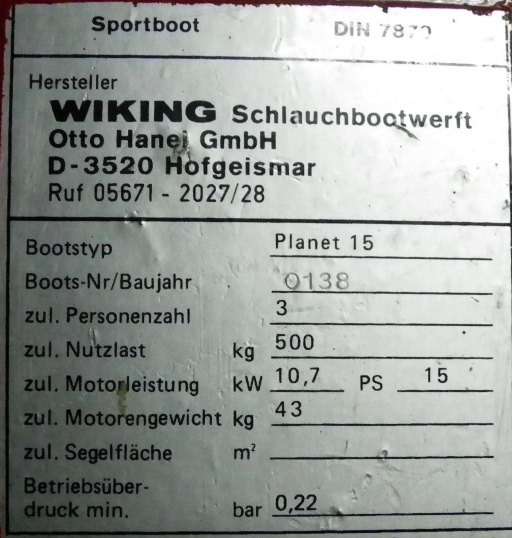 Sportboot DIN 7870
Hersteller
WIKING Schlauchbootwerft
Otto Hanel GmbH
D-3520 Hofgeismar
Ruf 05671 - 2027/28
Bootstyp Planet 15
Boots-Nr/Baujahr 0138
zul. Personenzahl 3
zul. Nutzlast kg 500
zul. Motorleistung kW 10,7 PS 15
zul. Motorengewicht kg 43
zul. Segelfläche m²
Betriebsüber-
druck min. bar 0,22